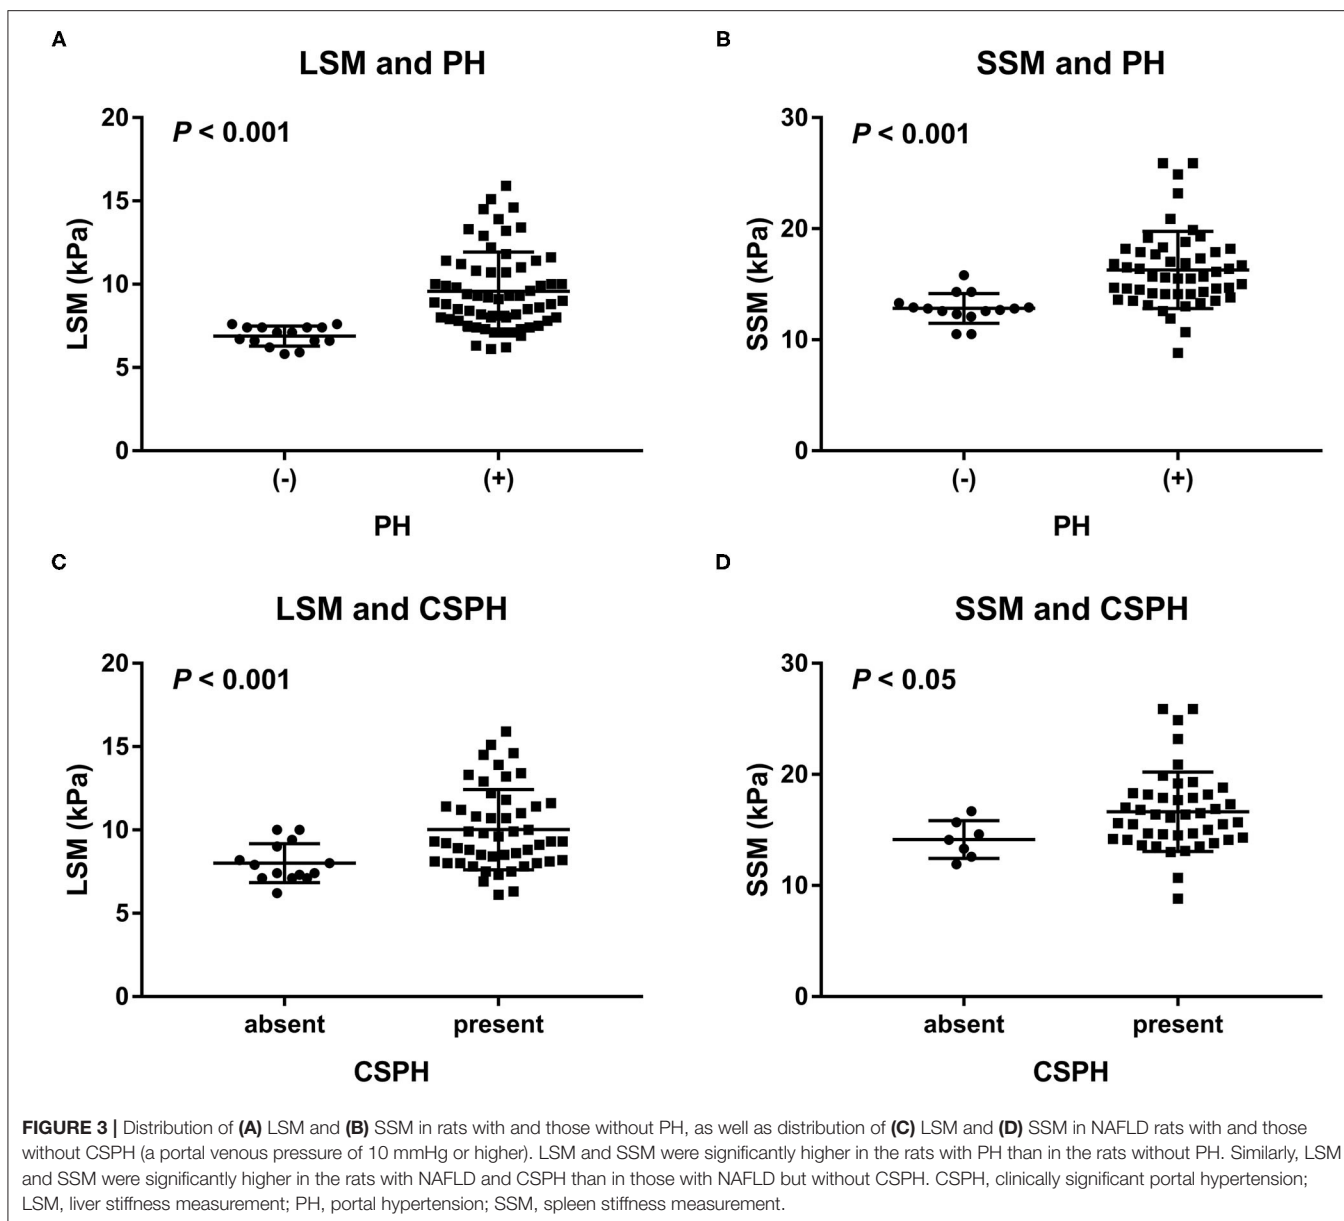 A
LSM and PH
P < 0.001
20
15
10
5
0
LSM (kPa)
(-)
(+)
PH
B
SSM and PH
P < 0.001
30
20
10
0
SSM (kPa)
(-)
(+)
PH
C
LSM and CSPH
P < 0.001
20
15
10
5
0
LSM (kPa)
absent
present
CSPH
D
SSM and CSPH
P < 0.05
30
20
10
0
SSM (kPa)
absent
present
CSPH
FIGURE 3 | Distribution of (A) LSM and (B) SSM in rats with and those without PH, as well as distribution of (C) LSM and (D) SSM in NAFLD rats with and those
without CSPH (a portal venous pressure of 10 mmHg or higher). LSM and SSM were significantly higher in the rats with PH than in the rats without PH. Similarly, LSM
and SSM were significantly higher in the rats with NAFLD and CSPH than in those with NAFLD but without CSPH. CSPH, clinically significant portal hypertension;
LSM, liver stiffness measurement; PH, portal hypertension; SSM, spleen stiffness measurement.